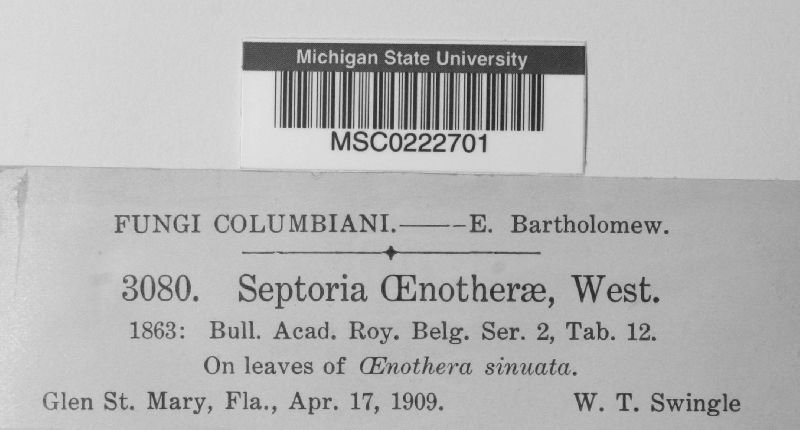 Michigan State University
MSC0222701
FUNGI COLUMBIANI.——-E. Bartholomew.
3080. Septoria Œnotheræ, West.
1863: Bull. Acad. Roy. Belg. Ser. 2, Tab. 12.
On leaves of Œnothera sinuata.
Glen St. Mary, Fla., Apr. 17, 1909. W. T. Swingle